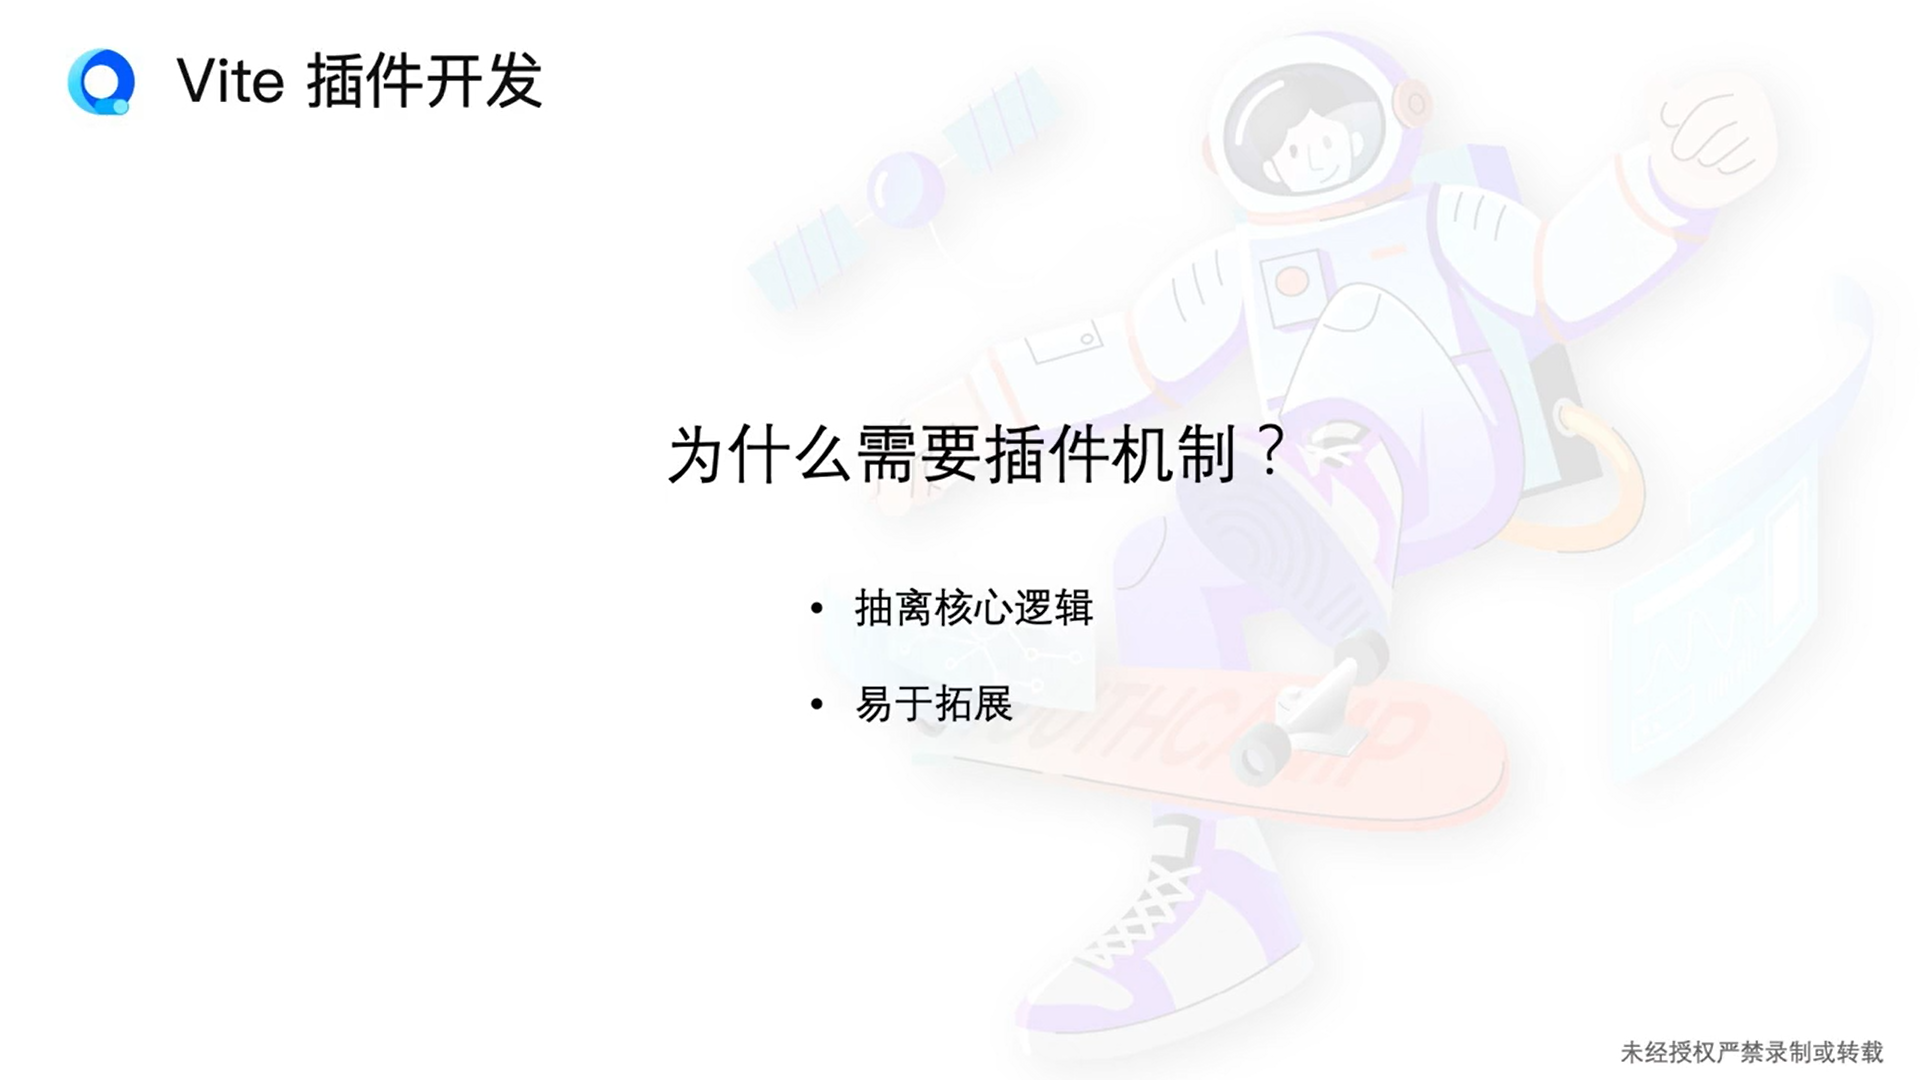 Vite 插件开发
为什么需要插件机制？
• 抽离核心逻辑
• 易于拓展
YOUTHCAMP
未经授权严禁录制或转载